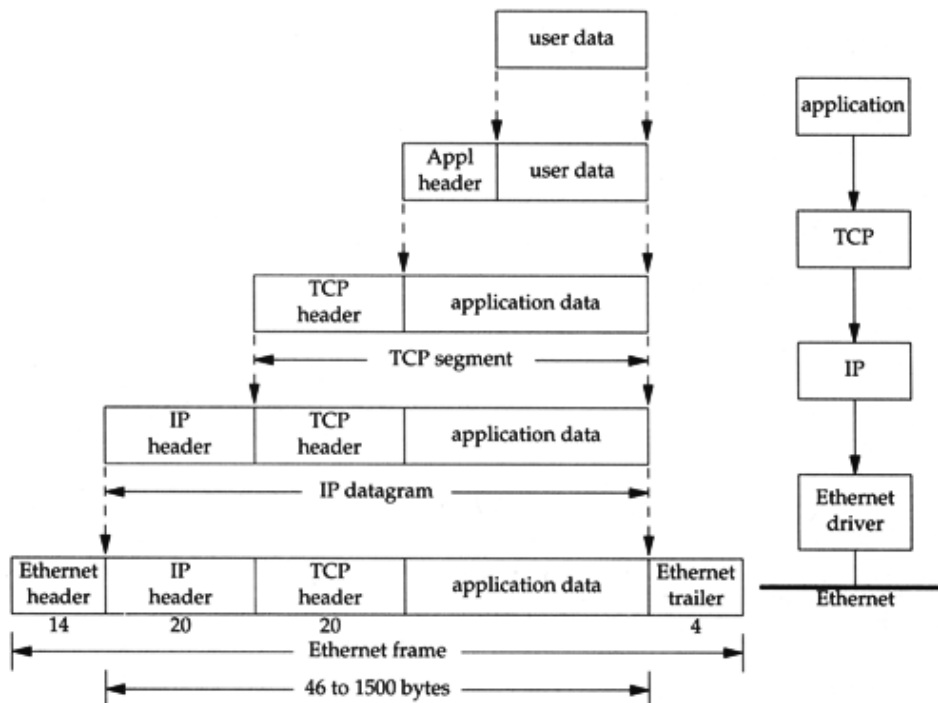 user data
application
Appl
header
user data
TCP
TCP
header
application data
TCP segment
IP
IP
header
TCP
header
application data
IP datagram
Ethernet
driver
Ethernet
header
IP
header
TCP
header
application data
Ethernet
trailer
Ethernet
14
20
20
4
Ethernet frame
46 to 1500 bytes